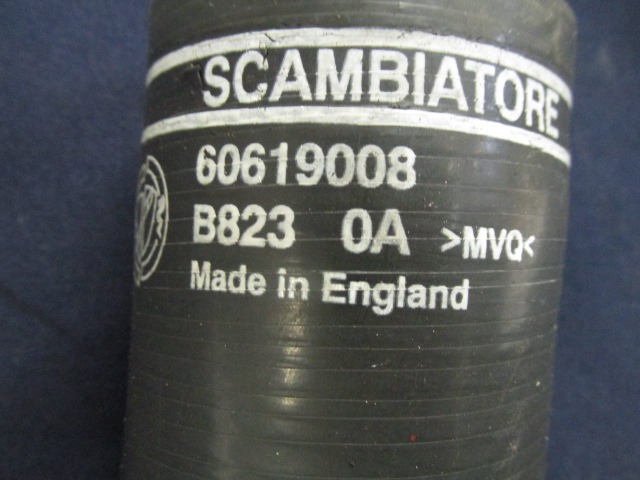 SCAMBIATORE
60619008
B823 0A >MVQ<
Made in England